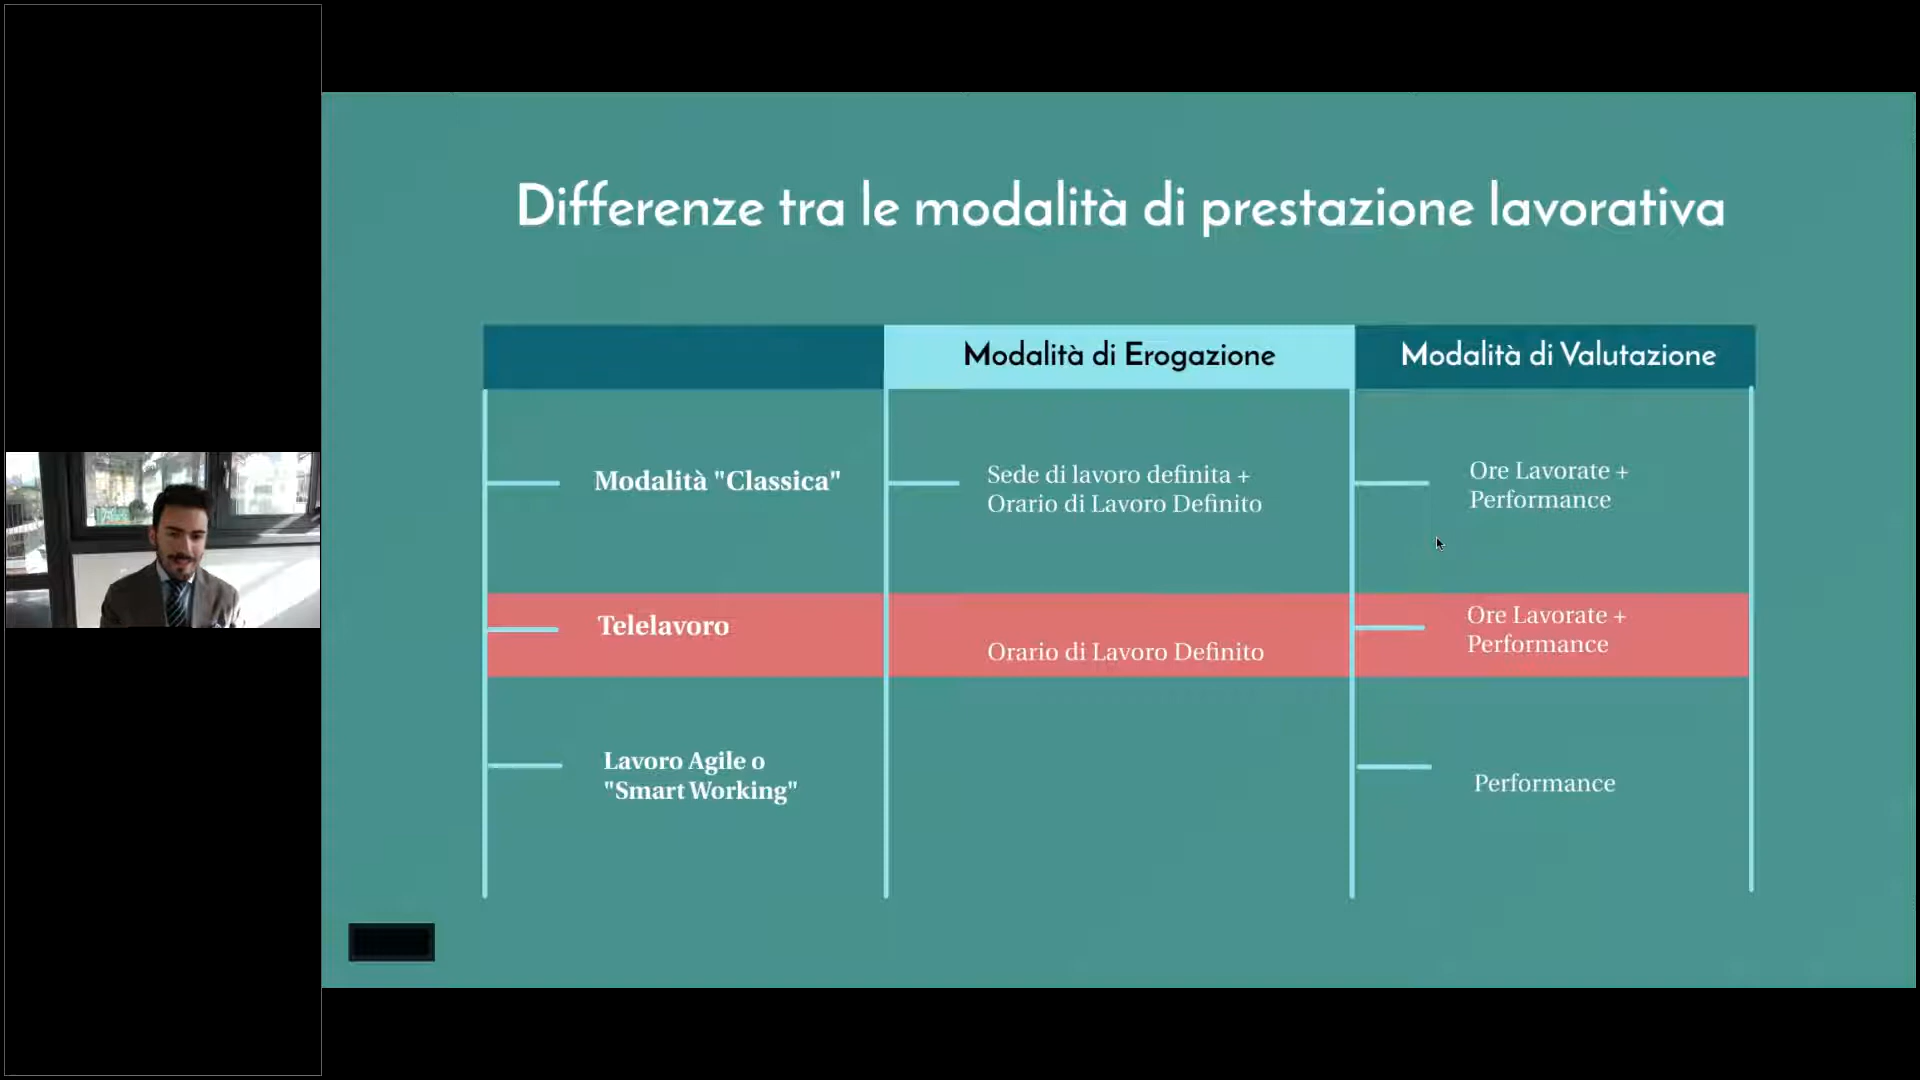 Differenze tra le modalità di prestazione lavorativa
Modalità di Erogazione
Modalità di Valutazione
Modalità "Classica"
Sede di lavoro definita +
Orario di Lavoro Definito
Ore Lavorate +
Performance
Telelavoro
Orario di Lavoro Definito
Ore Lavorate +
Performance
Lavoro Agile o
"Smart Working"
Performance